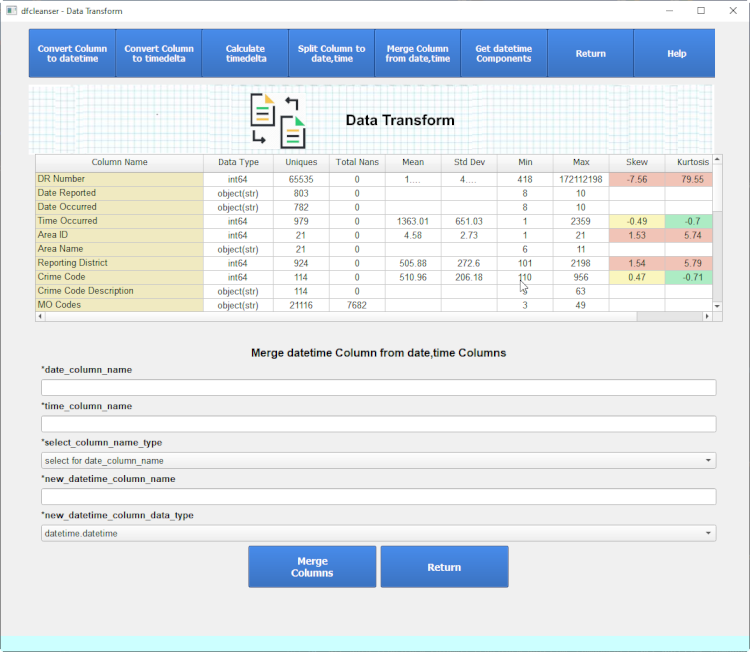 dfcleanser - Data Transform
Convert Column to datetime
Convert Column to timedelta
Calculate timedelta
Split Column to date,time
Merge Column from date,time
Get datetime Components
Return
Help
Data Transform
Column Name Data Type Uniques Total Nans Mean Std Dev Min Max Skew Kurtosis
DR Number int64 65535 0 1.... 4.... 418 172112198 -7.56 79.55
Date Reported object(str) 803 0 8 10
Date Occurred object(str) 782 0 8 10
Time Occurred int64 979 0 1363.01 651.03 1 2359 -0.49 -0.7
Area ID int64 21 0 4.58 2.73 1 21 1.53 5.74
Area Name object(str) 21 0 6 11
Reporting District int64 924 0 505.88 272.6 101 2198 1.54 5.79
Crime Code int64 114 0 510.96 206.18 110 956 0.47 -0.71
Crime Code Description object(str) 114 0 63
MO Codes object(str) 21116 7682 3 49
Merge datetime Column from date,time Columns
*date_column_name
*time_column_name
*select_column_name_type
select for date_column_name
*new_datetime_column_name
*new_datetime_column_data_type
datetime.datetime
Merge Columns
Return